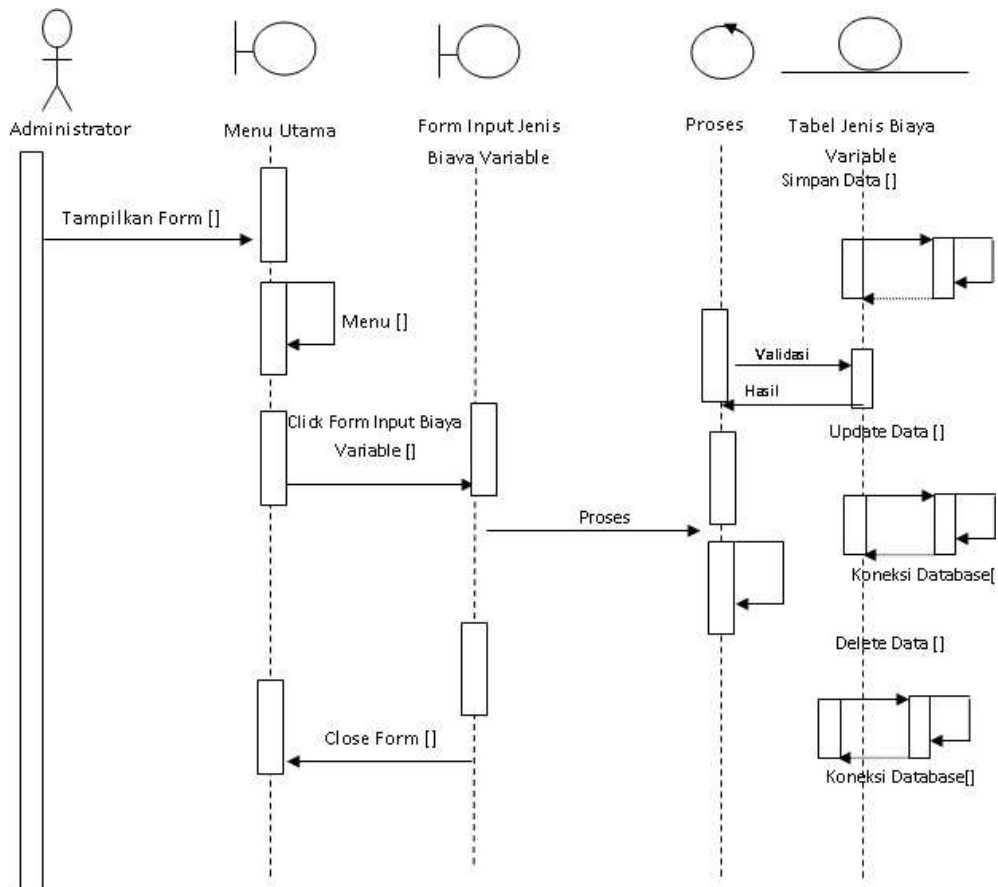 Administrator
Menu Utama
Form Input Jenis
Biava Variable
Proses
Tabel Jenis Biaya
Variable
Simpan Data []
Tampilkan Form []
Menu []
Validasi
Hasil
Click Form Input Biaya
Variable []
Update Data []
Proses
Koneksi Database[
Delete Data []
Close Form []
Koneksi Database[]